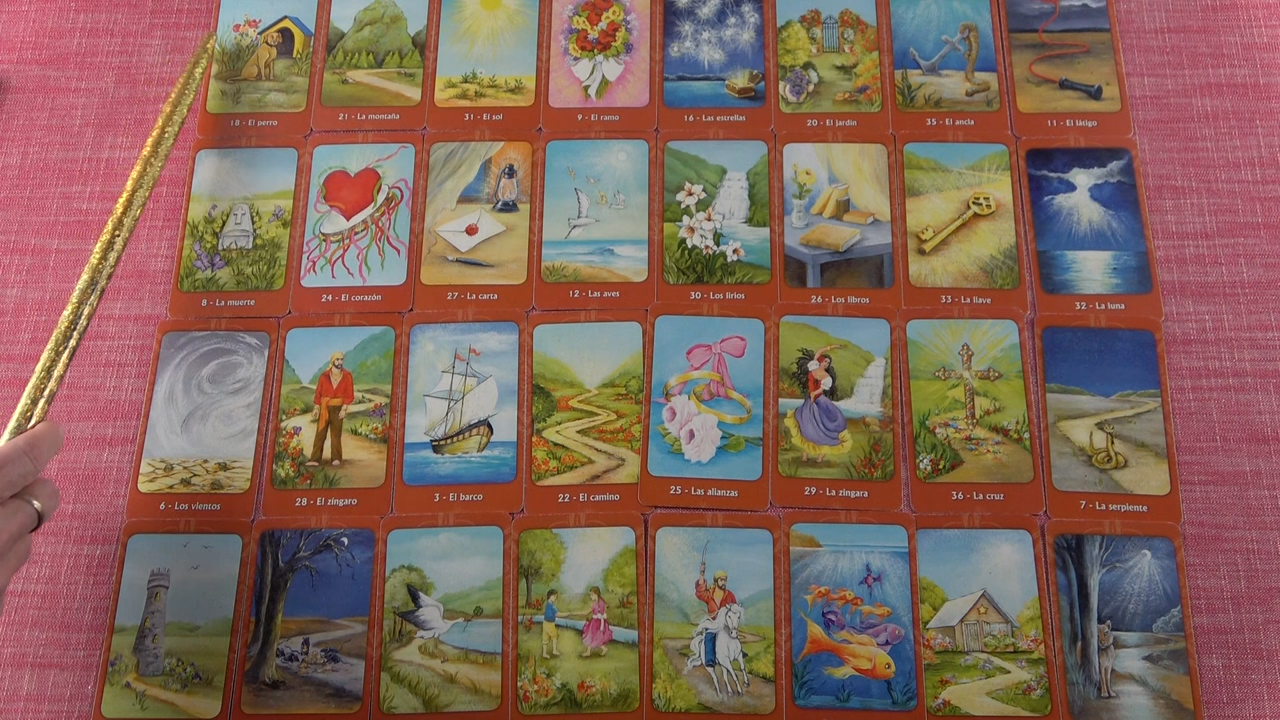 18 - El perro
21 - La montaña
31 - El sol
9 - El ramo
16 - Las estrellas
20 - El jardín
35 - El ancla
11 - El látigo
8 - La muerte
24 - El corazón
27 - La carta
12 - Las aves
30 - Los lirios
26 - Los libros
33 - La llave
32 - La luna
6 - Los vientos
28 - El zíngaro
3 - El barco
22 - El camino
25 - Las alianzas
29 - La zíngara
36 - La cruz
7 - La serpiente